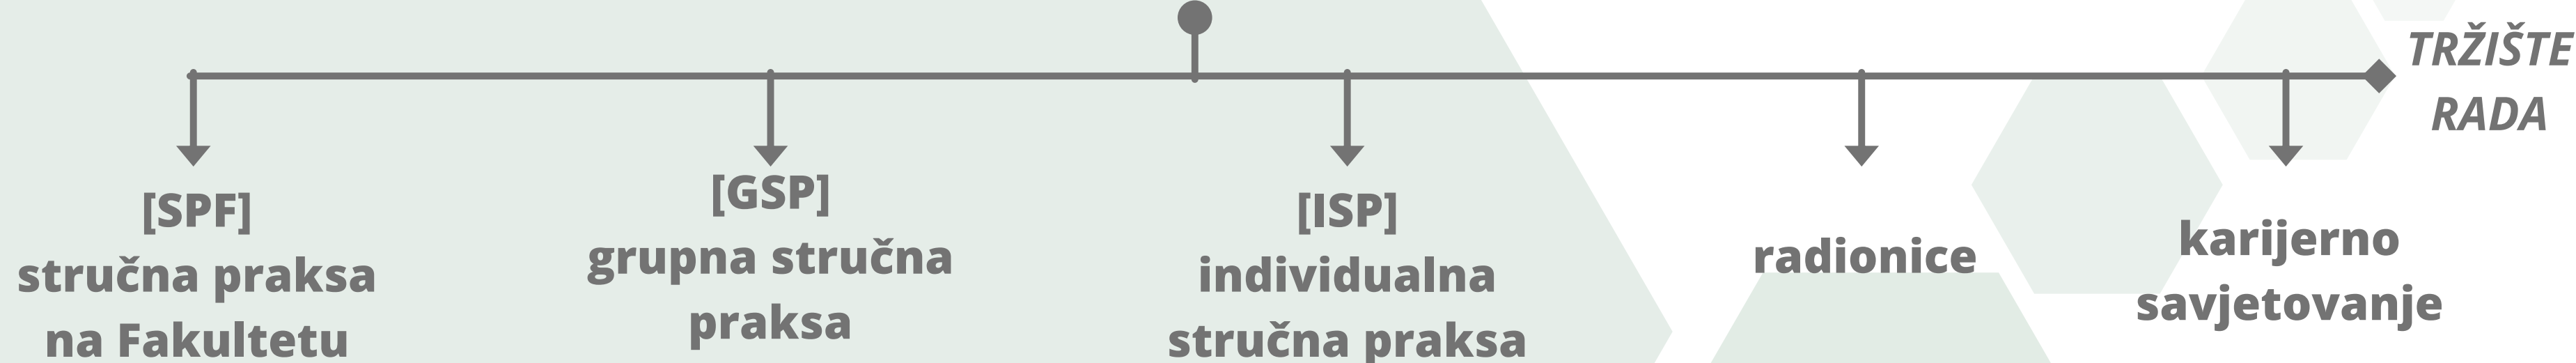 TRŽIŠTE
RADA
[SPF]
stručna praksa
na Fakultetu
[GSP]
grupna stručna
praksa
[ISP]
individualna
stručna praksa
radionice
karijerno
savjetovanje